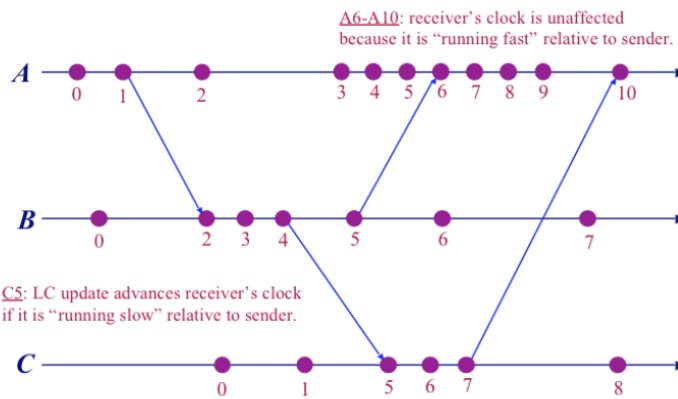 A6-A10: receiver’s clock is unaffected
because it is “running fast” relative to sender.
A
0 1 2 3 4 5 6 7 8 9 10
B
0 2 3 4 5 6 7
C5: LC update advances receiver’s clock
if it is “running slow” relative to sender.
C
0 1 5 6 7 8